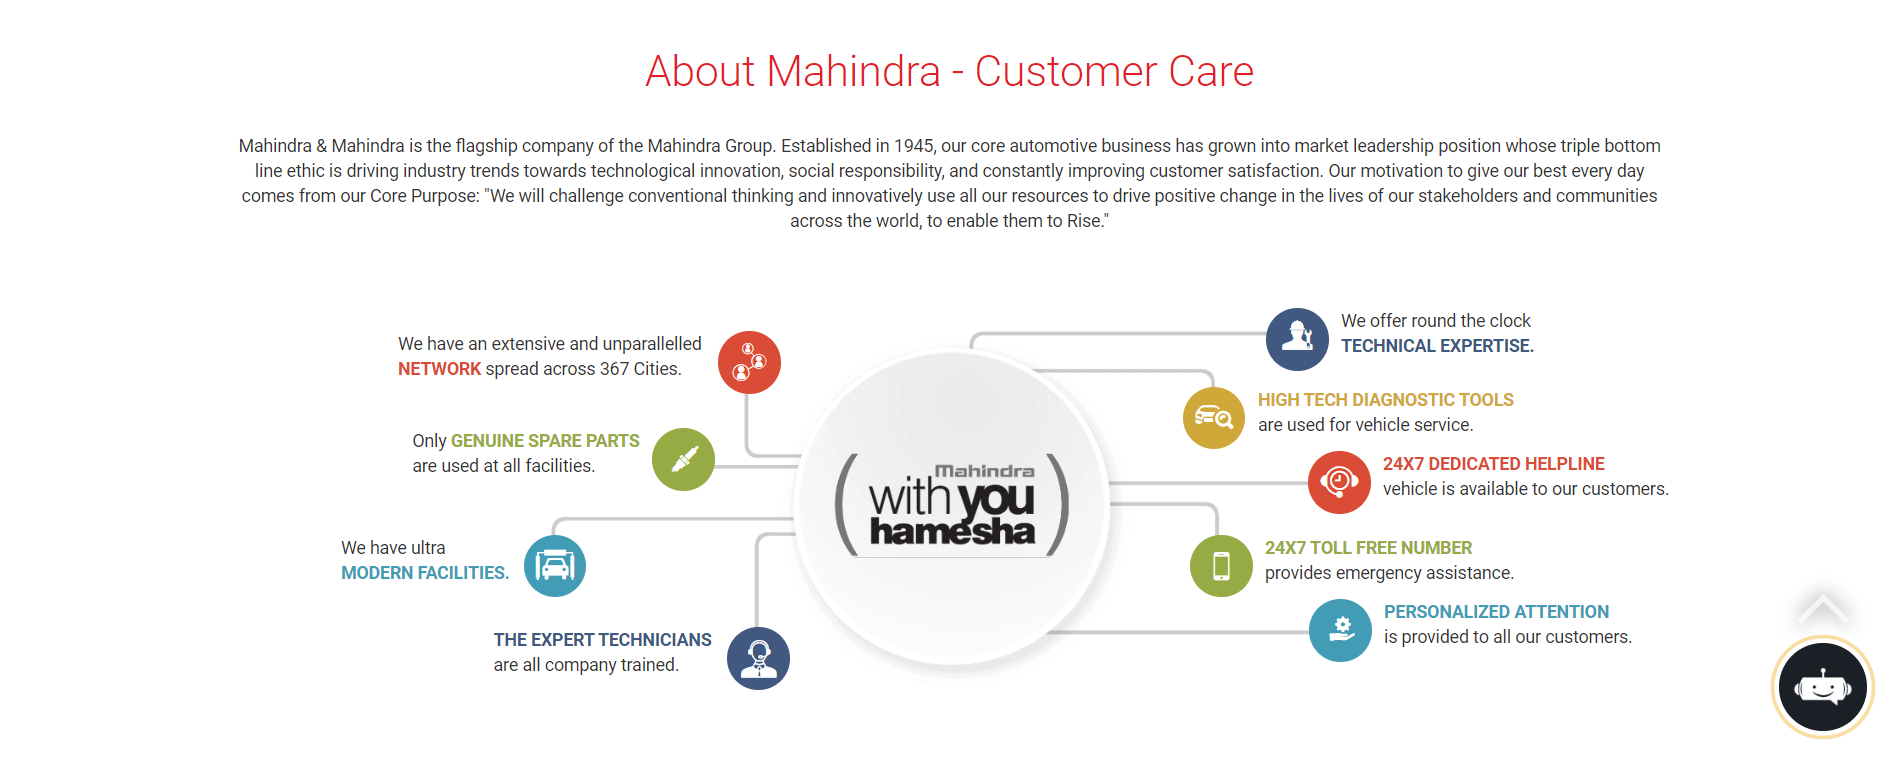 About Mahindra - Customer Care
Mahindra & Mahindra is the flagship company of the Mahindra Group. Established in 1945, our core automotive business has grown into market leadership position whose triple bottom
line ethic is driving industry trends towards technological innovation, social responsibility, and constantly improving customer satisfaction. Our motivation to give our best every day
comes from our Core Purpose: "We will challenge conventional thinking and innovatively use all our resources to drive positive change in the lives of our stakeholders and communities
across the world, to enable them to Rise."
We have an extensive and unparallelled
NETWORK spread across 367 Cities.
Only GENUINE SPARE PARTS
are used at all facilities.
We have ultra
MODERN FACILITIES.
THE EXPERT TECHNICIANS
are all company trained.
Mahindra
with you
hamesha
We offer round the clock
TECHNICAL EXPERTISE.
HIGH TECH DIAGNOSTIC TOOLS
are used for vehicle service.
24X7 DEDICATED HELPLINE
vehicle is available to our customers.
24X7 TOLL FREE NUMBER
provides emergency assistance.
PERSONALIZED ATTENTION
is provided to all our customers.